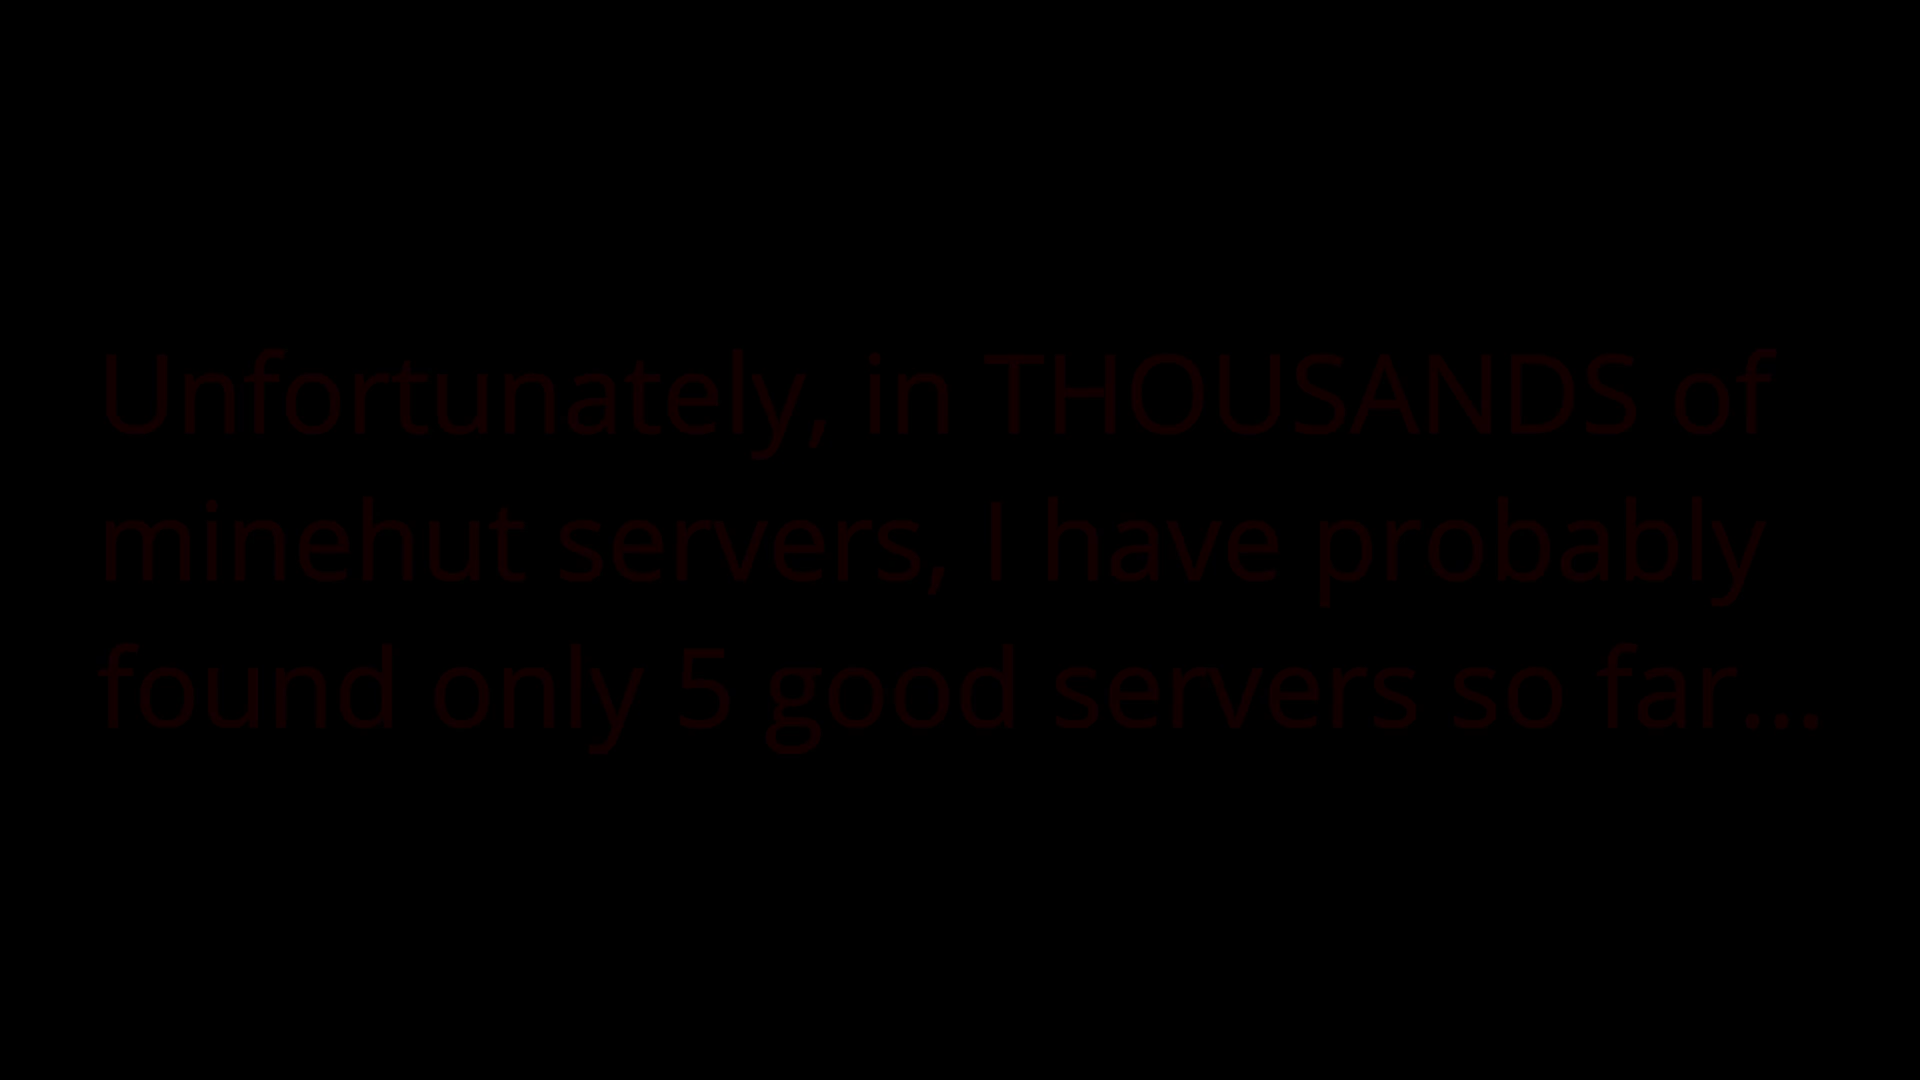 Unfortunately, in THOUSANDS of
minehut servers, I have probably
found only 5 good servers so far...